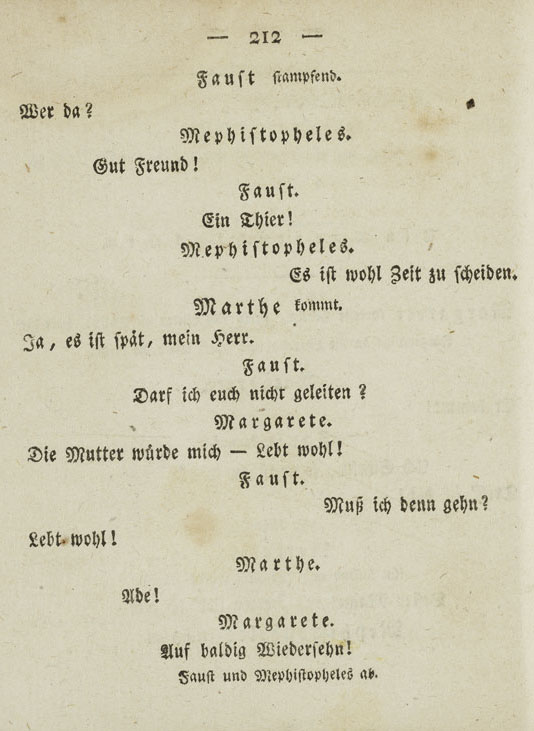 — 212 —
Faust stampfend.
Wer da?
Mephistopheles.
Gut Freund!
Faust.
Ein Thier!
Mephistopheles.
Es ist wohl Zeit zu scheiden.
Marthe kommt.
Ja, es ist spät, mein Herr.
Faust.
Darf ich euch nicht geleiten?
Margarete.
Die Mutter würde mich — Lebt wohl!
Faust.
Muß ich denn gehn?
Lebt wohl!
Marthe.
Ade!
Margarete.
Auf baldig Wiedersehn!
Faust und Mephistopheles ab.